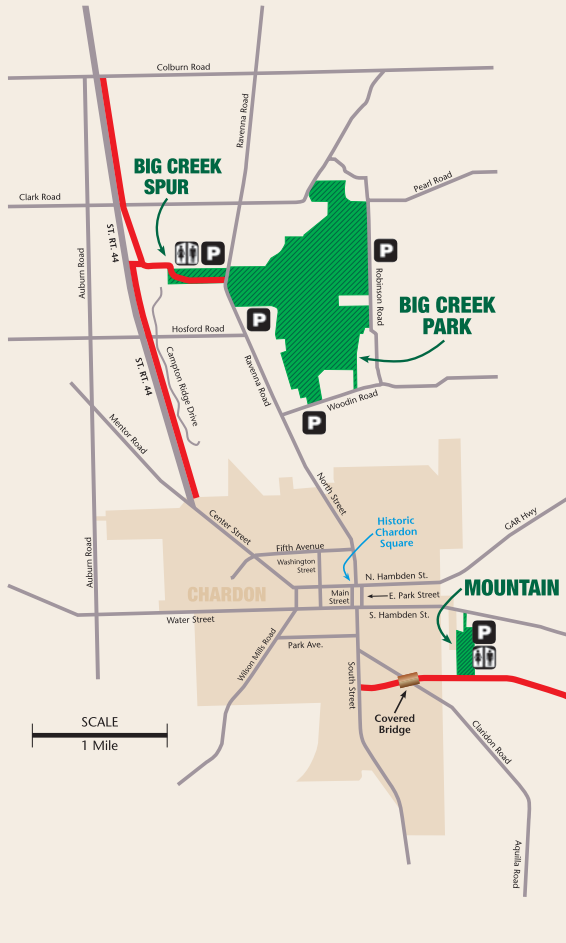 Colburn Road
Ravenna Road
BIG CREEK
SPUR
Pearl Road
Clark Road
ST. RT. 44
Auburn Road
P
P
Robinson Road
BIG CREEK
PARK
P
Hosford Road
ST. RT. 44
Campton Ridge Drive
Ravenna Road
Woodin Road
P
Mentor Road
North Street
Center Street
Historic
Chardon
Square
GAR Hwy
Fifth Avenue
Washington
Street
Auburn Road
N. Hambden St.
CHARDON
Main
Street
E. Park Street
MOUNTAIN
S. Hambden St.
Water Street
P
Park Ave.
Wilson Mills Road
South Street
Covered
Bridge
SCALE
1 Mile
Claridon Road
Aquilla Road